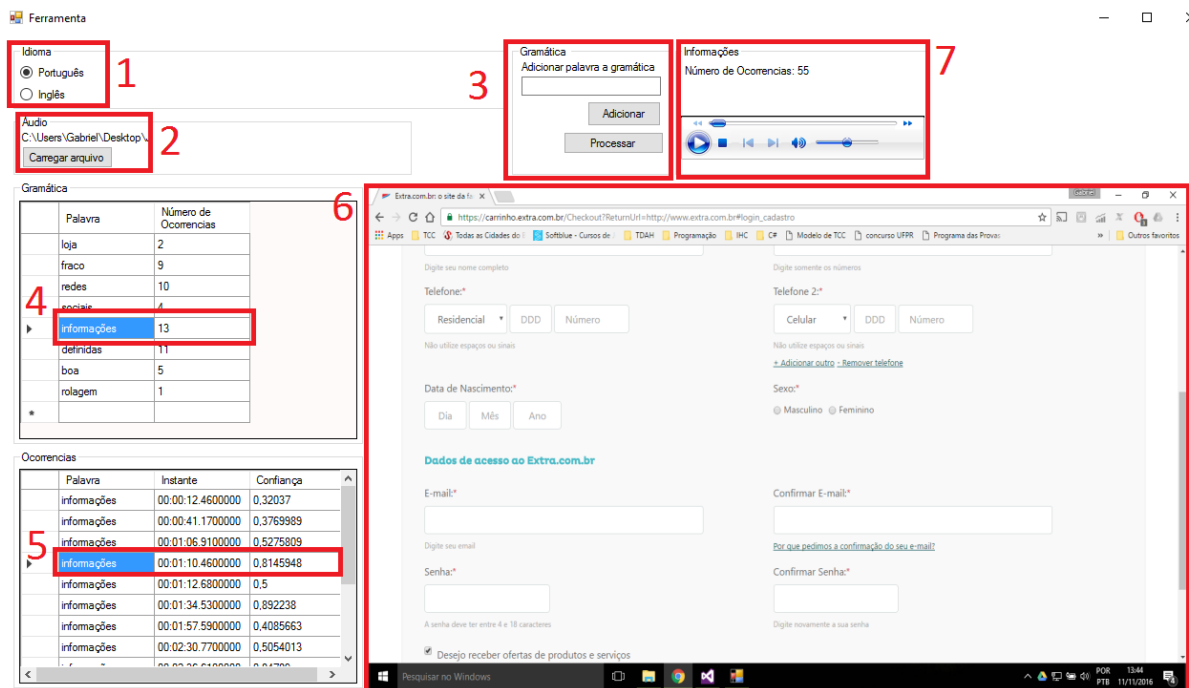 Ferramenta
Idioma
Português
Inglês
1
Áudio
C:\Users\Gabriel\Desktop\
Carregar arquivo
2
3
Gramática
Adicionar palavra a gramática
Adicionar
Processar
Informações
Número de Ocorrencias: 55
7
Gramática
Palavra Número de Ocorrencias
loja 2
fraco 9
redes 10
sociais 4
informações 13
definidas 11
boa 5
rolagem 1
*
4
Ocorrencias
Palavra Instante Confiança
informações 00:00:12.4600000 0,32037
informações 00:00:41.1700000 0,3769989
informações 00:01:06.9100000 0,5275809
informações 00:01:10.4600000 0,8145948
informações 00:01:12.6800000 0,5
informações 00:01:34.5300000 0,892238
informações 00:01:57.5900000 0,4085663
informações 00:02:30.7700000 0,5054013
5
6
Extra.com.br: o site da fa
Gabriel
https://carrinho.extra.com.br/Checkout?ReturnUrl=http://www.extra.com.br#login_cadastro
Apps TCC Todas as Cidades do Softblue - Cursos de TDAH Programação IHC C# Modelo de TCC concurso UFPR Programa das Provas » Outros favoritos
Digite seu nome completo Digite somente os números
Telefone:* Telefone 2:*
Residencial DDD Número Celular DDD Número
Não utilize espaços ou sinais Não utilize espaços ou sinais
+ Adicionar outro - Remover telefone
Data de Nascimento:* Sexo:*
Dia Mês Ano Masculino Feminino
Dados de acesso ao Extra.com.br
E-mail:* Confirmar E-mail:*
Digite seu email Por que pedimos a confirmação do seu e-mail?
Senha:* Confirmar Senha:*
A senha deve ter entre 4 e 18 caracteres Digite novamente a sua senha
Desejo receber ofertas de produtos e serviços
Pesquisar no Windows
POR 13:44
PTB 11/11/2016